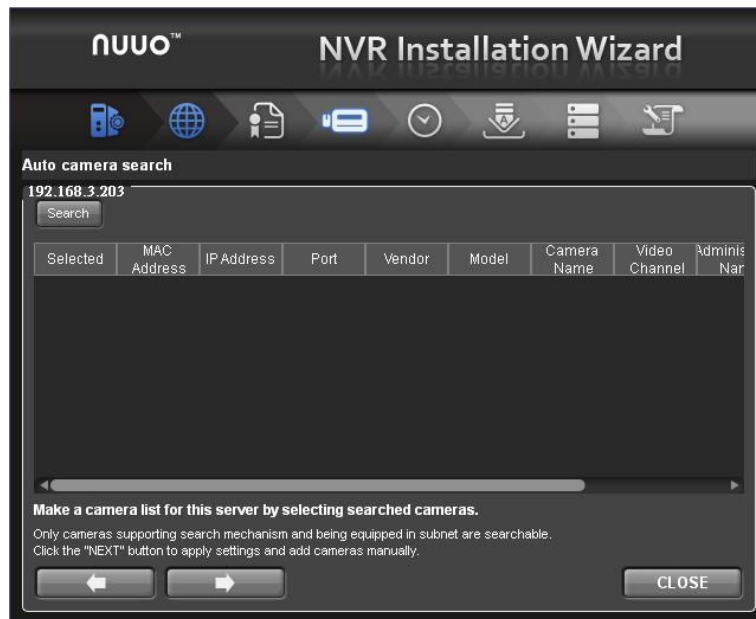 nuuo™
NVR Installation Wizard
Auto camera search
192.168.3.203
Search
Selected
MAC Address
IP Address
Port
Vendor
Model
Camera Name
Video Channel
Adminis
Nar
Make a camera list for this server by selecting searched cameras.
Only cameras supporting search mechanism and being equipped in subnet are searchable.
Click the "NEXT" button to apply settings and add cameras manually.
CLOSE